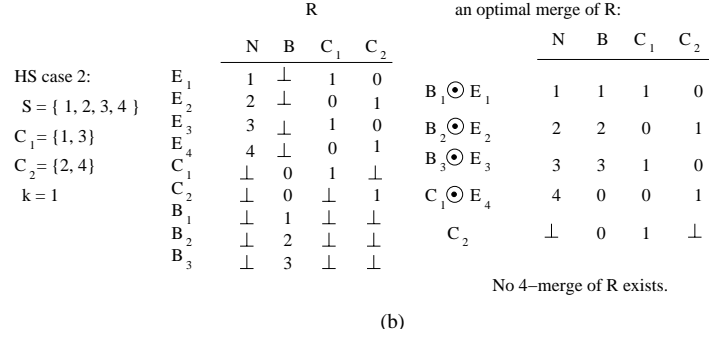 R an optimal merge of R:
N B C1 C2 N B C1 C2
HS case 2:
S = { 1, 2, 3, 4 }
C1= {1, 3}
C2= {2, 4}
k = 1
E1 1 ⊥ 1 0
E2 2 ⊥ 0 1
E3 3 ⊥ 1 0
E4 4 ⊥ 0 1
C1 ⊥ 0 1 ⊥
C2 ⊥ 0 ⊥ 1
B1 ⊥ 1 ⊥ ⊥
B2 ⊥ 2 ⊥ ⊥
B3 ⊥ 3 ⊥ ⊥
B1 ⊙ E1 1 1 1 0
B2 ⊙ E2 2 2 0 1
B3 ⊙ E3 3 3 1 0
C1 ⊙ E4 4 0 0 1
C2 ⊥ 0 1 ⊥
No 4−merge of R exists.
(b)